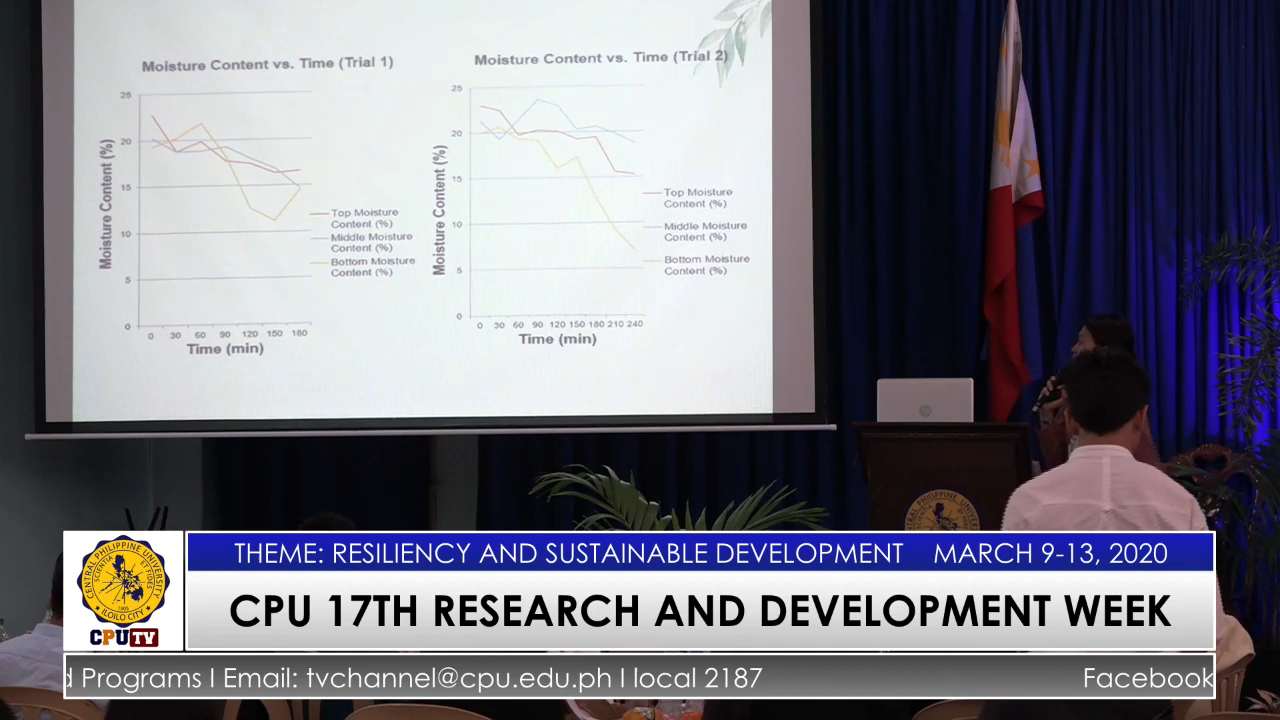 Moisture Content vs. Time (Trial 1)
Moisture Content (%)
25
20
15
10
5
0
0 30 60 90 120 150 180
Time (min)
Top Moisture
Content (%)
Middle Moisture
Content (%)
Bottom Moisture
Content (%)
Moisture Content vs. Time (Trial 2)
Moisture Content (%)
25
20
15
10
5
0
0 30 60 90 120 150 180 210 240
Time (min)
Top Moisture
Content (%)
Middle Moisture
Content (%)
Bottom Moisture
Content (%)
CENTRAL PHILIPPINE UNIVERSITY
SCIENTIA ET FIDES
1905
ILOILO CITY
CPUTV
THEME: RESILIENCY AND SUSTAINABLE DEVELOPMENT MARCH 9-13, 2020
CPU 17TH RESEARCH AND DEVELOPMENT WEEK
d Programs I Email: tvchannel@cpu.edu.ph I local 2187 Facebook